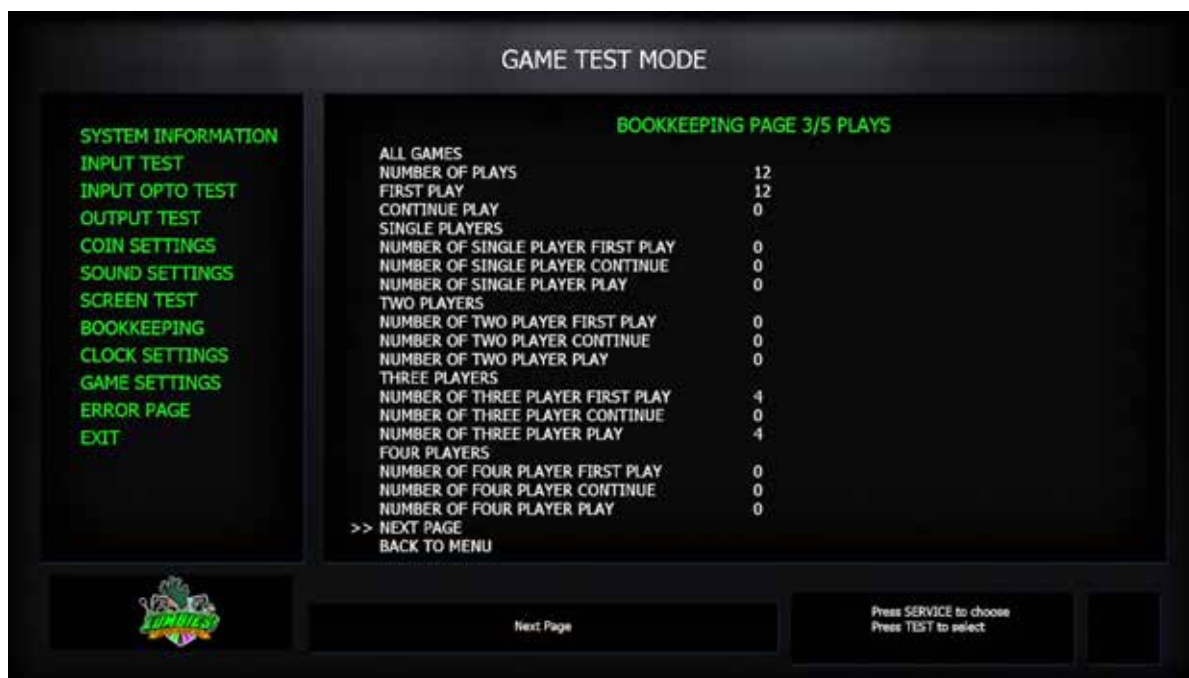 GAME TEST MODE
SYSTEM INFORMATION
INPUT TEST
INPUT OPTO TEST
OUTPUT TEST
COIN SETTINGS
SOUND SETTINGS
SCREEN TEST
BOOKKEEPING
CLOCK SETTINGS
GAME SETTINGS
ERROR PAGE
EXIT
BOOKKEEPING PAGE 3/5 PLAYS
ALL GAMES
NUMBER OF PLAYS 12
FIRST PLAY 12
CONTINUE PLAY 0
SINGLE PLAYERS
NUMBER OF SINGLE PLAYER FIRST PLAY 0
NUMBER OF SINGLE PLAYER CONTINUE 0
NUMBER OF SINGLE PLAYER PLAY 0
TWO PLAYERS
NUMBER OF TWO PLAYER FIRST PLAY 0
NUMBER OF TWO PLAYER CONTINUE 0
NUMBER OF TWO PLAYER PLAY 0
THREE PLAYERS
NUMBER OF THREE PLAYER FIRST PLAY 4
NUMBER OF THREE PLAYER CONTINUE 0
NUMBER OF THREE PLAYER PLAY 4
FOUR PLAYERS
NUMBER OF FOUR PLAYER FIRST PLAY 0
NUMBER OF FOUR PLAYER CONTINUE 0
NUMBER OF FOUR PLAYER PLAY 0
>> NEXT PAGE
BACK TO MENU
ZOMBIES
Next Page
Press SERVICE to choose
Press TEST to select